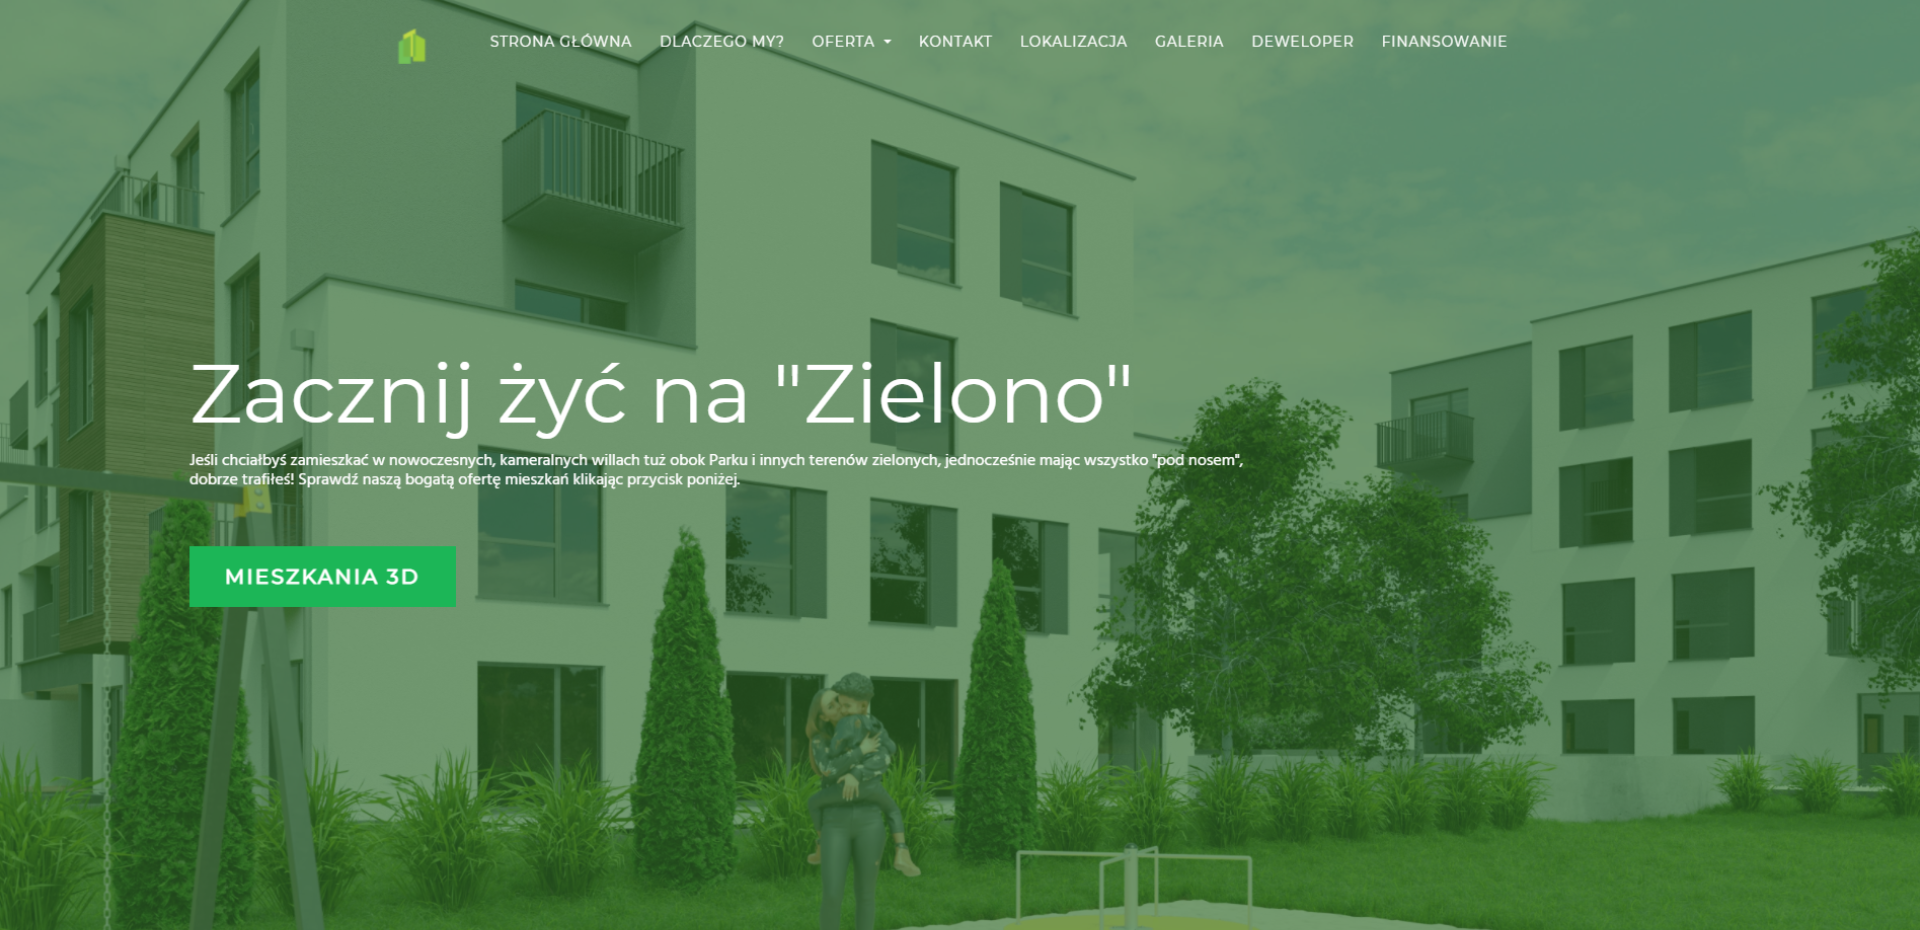 STRONA GŁÓWNA DLACZEGO MY? OFERTA KONTAKT LOKALIZACJA GALERIA DEWELOPER FINANSOWANIE
Zacznij żyć na "Zielono"
Jeśli chciałbyś zamieszkać w nowoczesnych, kameralnych willach tuż obok Parku i innych terenów zielonych, jednocześnie mając wszystko "pod nosem",
dobrze trafiłeś! Sprawdź naszą bogatą ofertę mieszkań klikając przycisk poniżej.
MIESZKANIA 3D